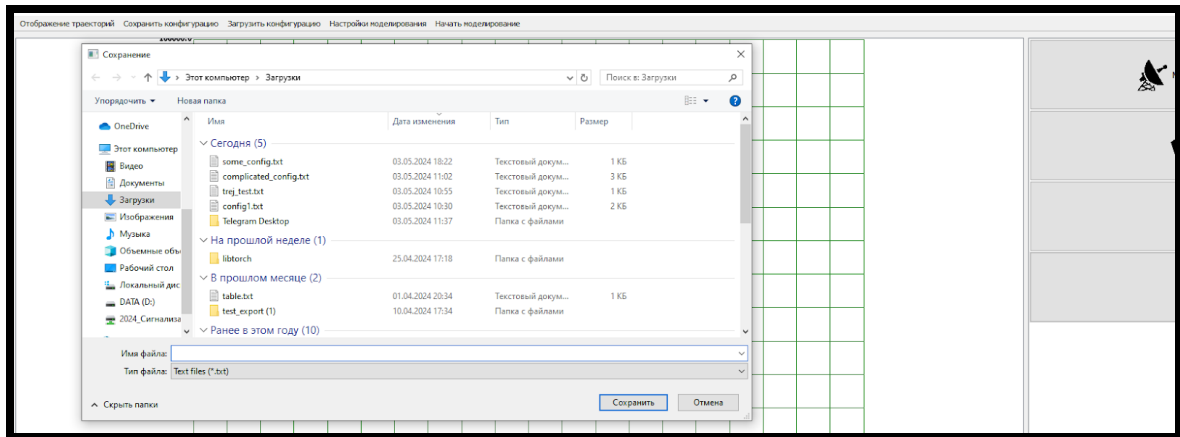 Отображение траекторий Сохранить конфигурацию Загрузить конфигурацию Настройки моделирования Начать моделирование
Сохранение
Этот компьютер › Загрузки
Поиск в: Загрузки
Упорядочить Новая папка
Имя Дата изменения Тип Размер
OneDrive
Этот компьютер
Видео
Документы
Загрузки
Изображения
Музыка
Объемные объ
Рабочий стол
Локальный дис
DATA (D:)
2024_Сигнализа
Сегодня (5)
some_config.txt 03.05.2024 18:22 Текстовый докум... 1 КБ
complicated_config.txt 03.05.2024 11:02 Текстовый докум... 3 КБ
trej_test.txt 03.05.2024 10:55 Текстовый докум... 1 КБ
config1.txt 03.05.2024 10:30 Текстовый докум... 2 КБ
Telegram Desktop 03.05.2024 11:37 Папка с файлами
На прошлой неделе (1)
libtorch 25.04.2024 17:18 Папка с файлами
В прошлом месяце (2)
table.txt 01.04.2024 20:34 Текстовый докум... 1 КБ
test_export (1) 10.04.2024 17:34 Папка с файлами
Ранее в этом году (10)
Имя файла:
Тип файла: Text files (*.txt)
Скрыть папки
Сохранить Отмена